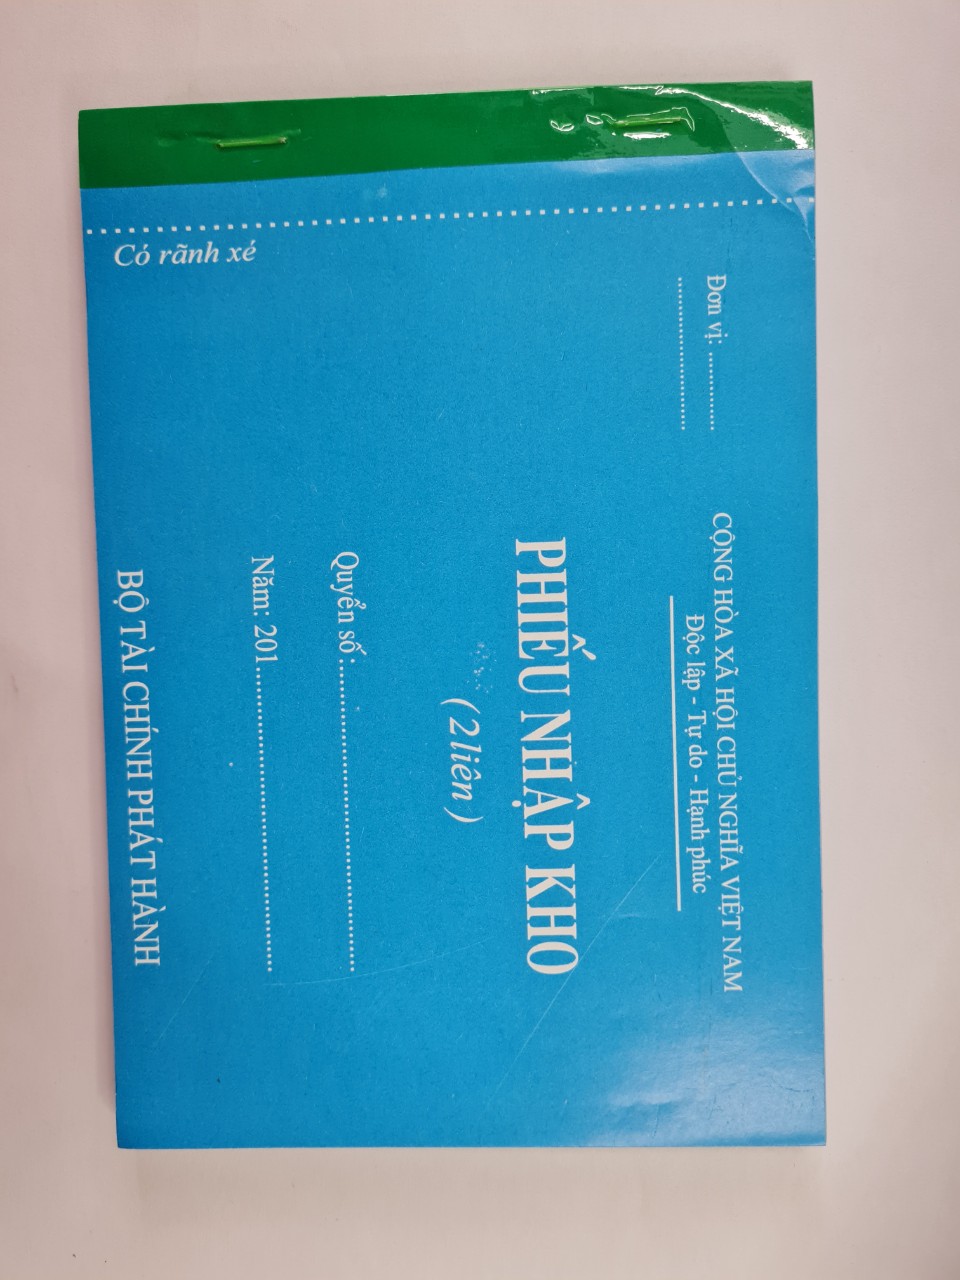 Có rãnh xé
Đơn vị: ..............
.................................
CỘNG HÒA XÃ HỘI CHỦ NGHĨA VIỆT NAM
Độc lập - Tự do - Hạnh phúc
PHIẾU NHẬP KHO
( 2 liên )
Quyển số:..................................................
Năm: 201..................................................
BỘ TÀI CHÍNH PHÁT HÀNH